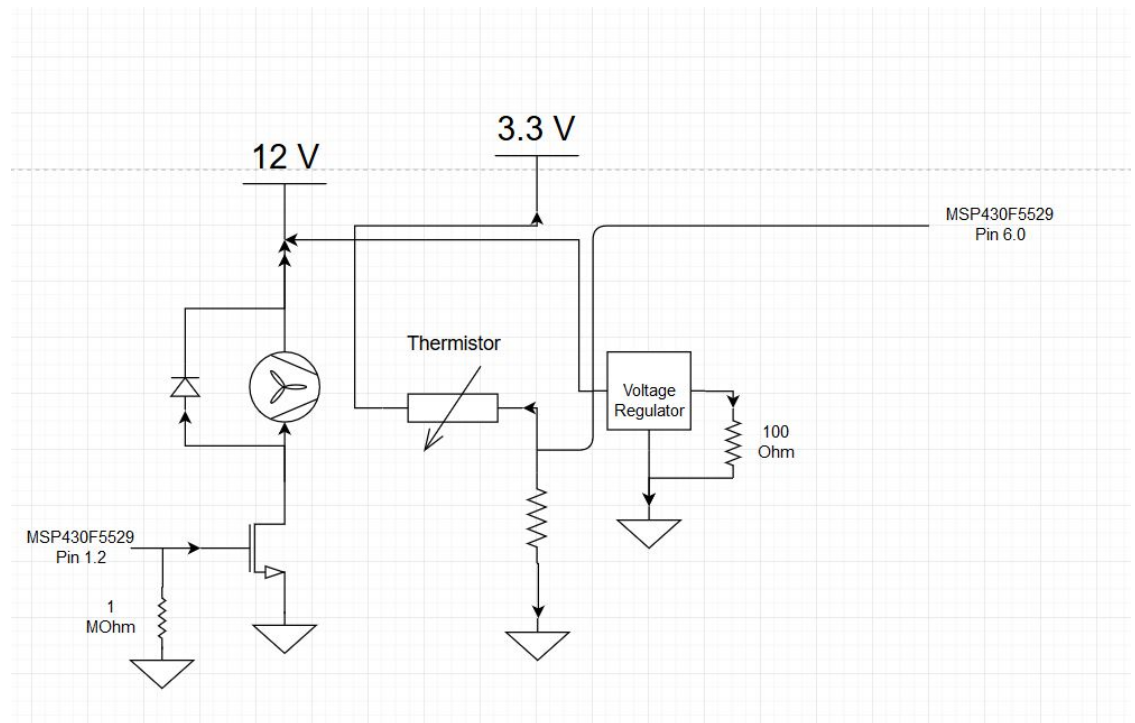 3.3 V
12 V
MSP430F5529
Pin 6.0
Thermistor
Voltage
Regulator
100
Ohm
MSP430F5529
Pin 1.2
1
MOhm